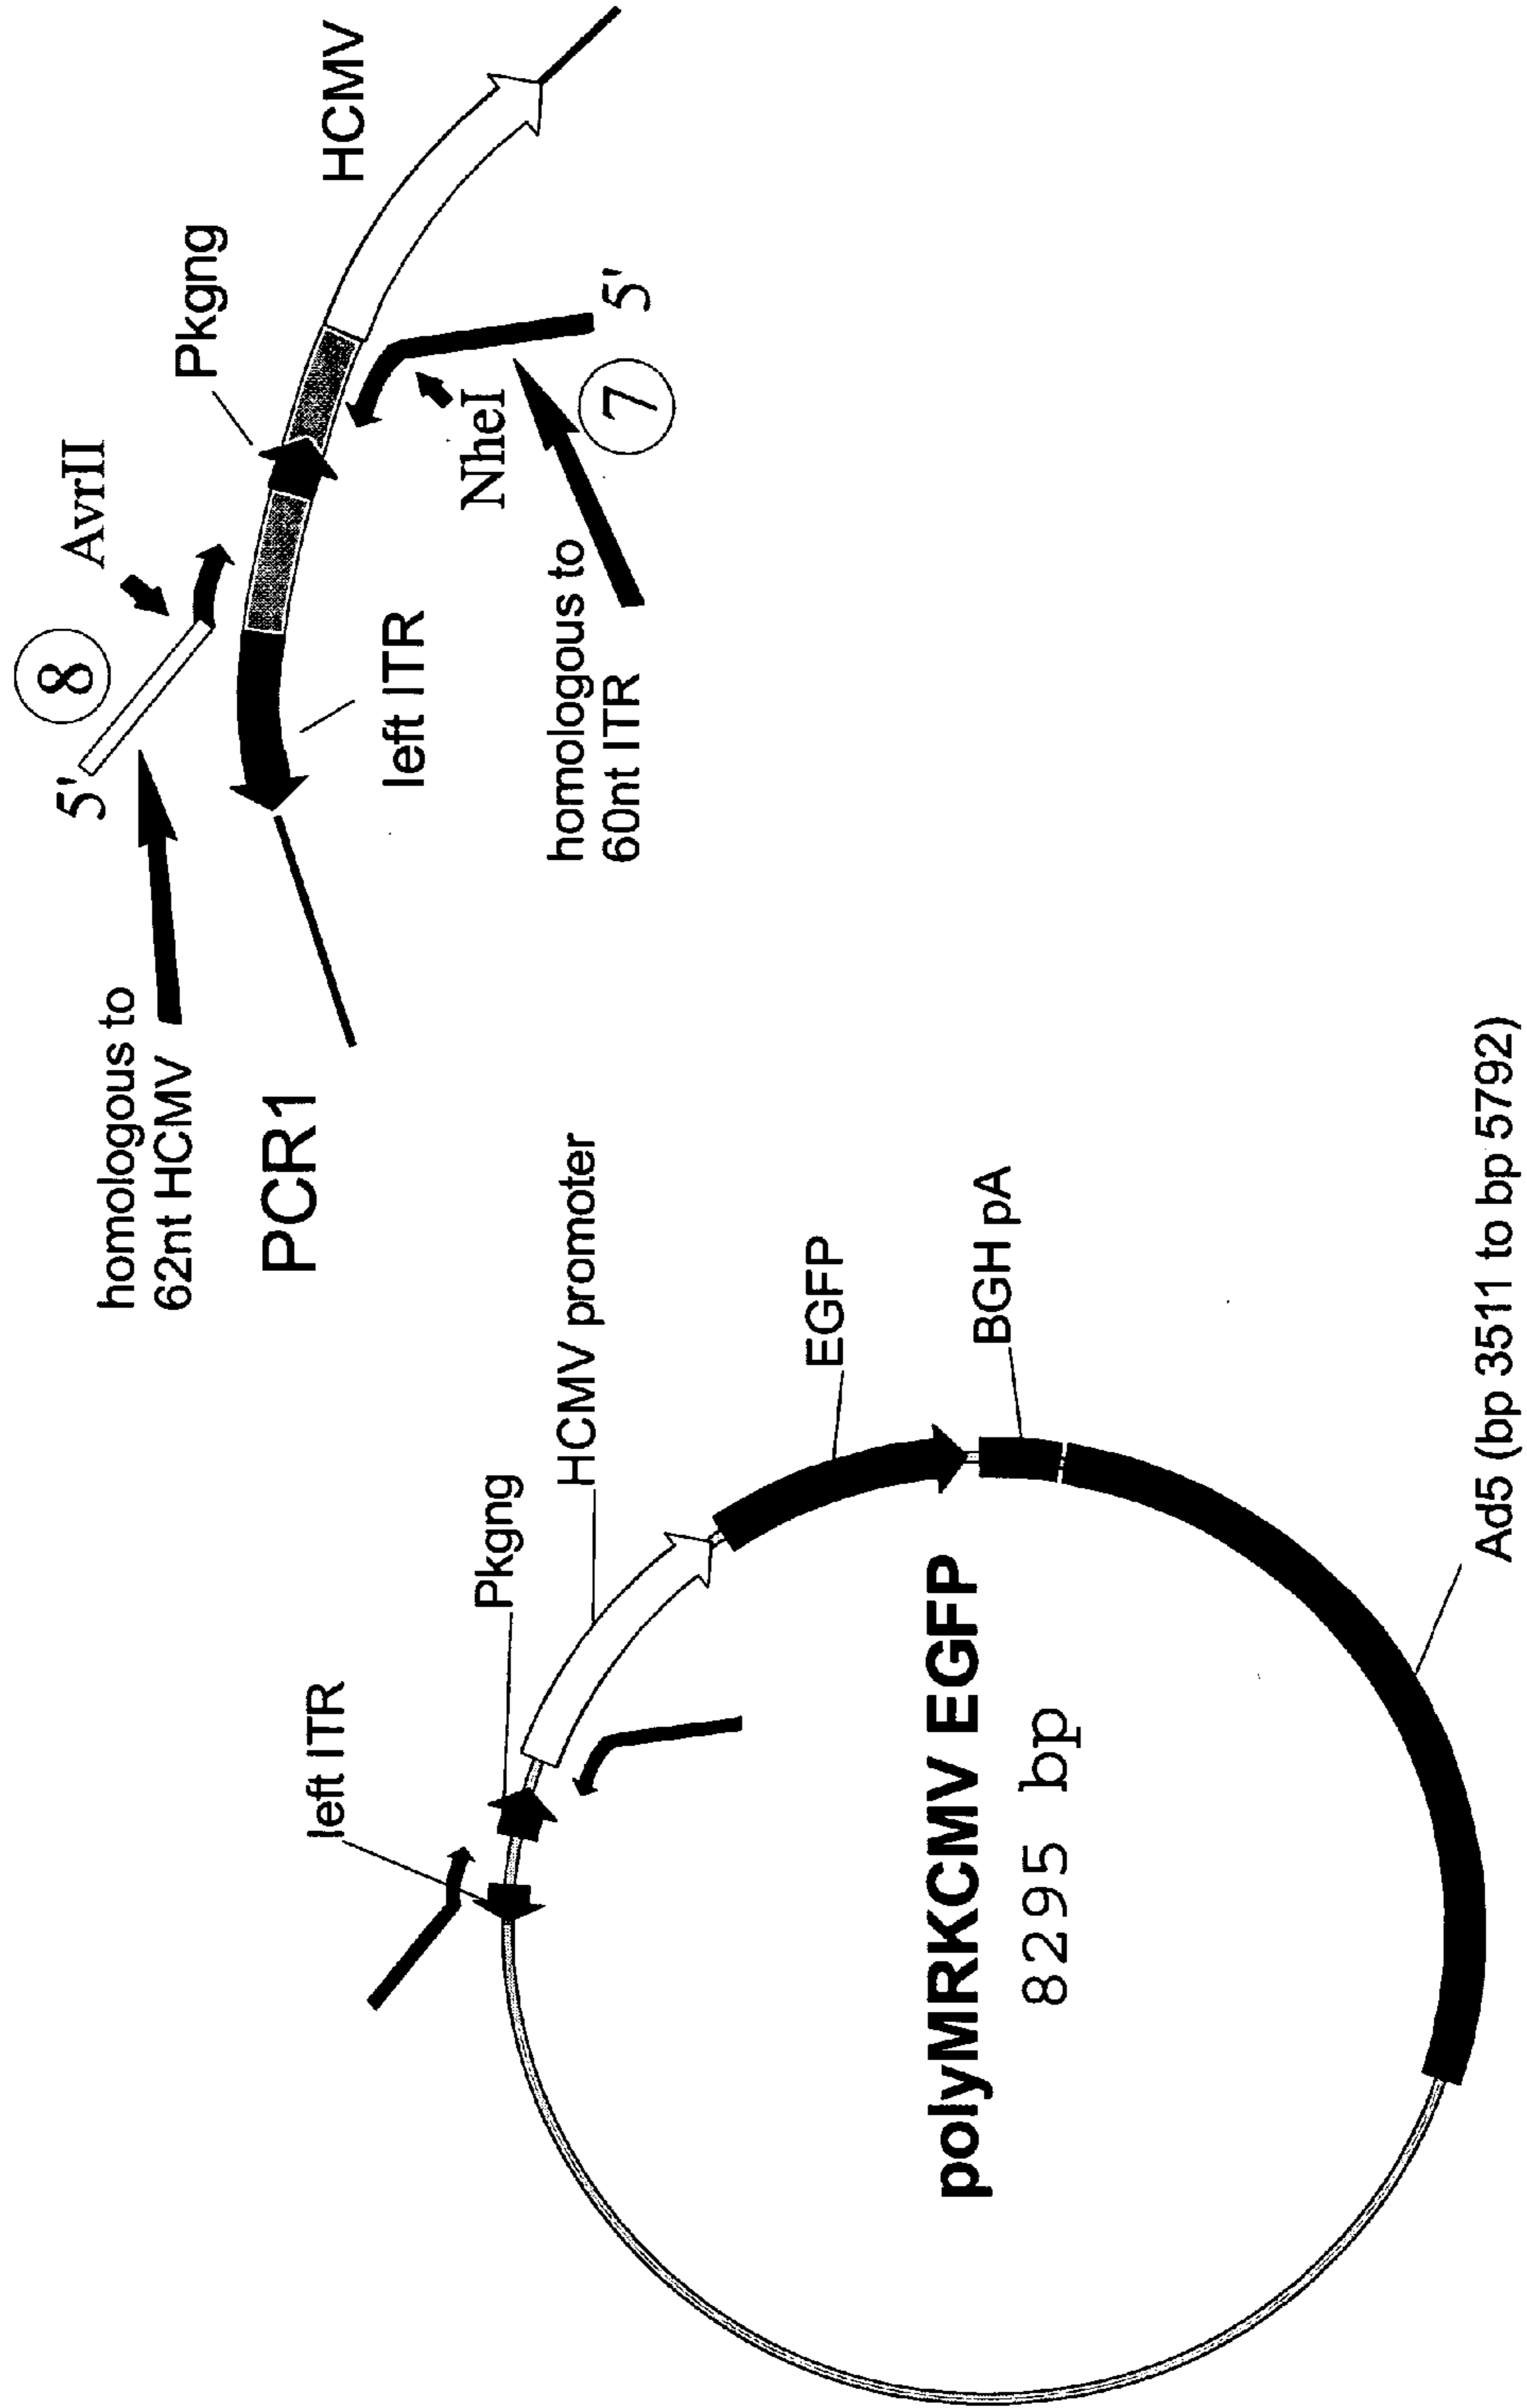 5'
8
AvrII
homologous to
62nt HCMV
Pkgng
HCMV
PCR1
left ITR
NheI
5'
7
homologous to
60nt ITR
left ITR
Pkgng
HCMV promoter
EGFP
BGH pA
polyMRKCMV EGFP
8295 bp
Ad5 (bp 3511 to bp 5792)